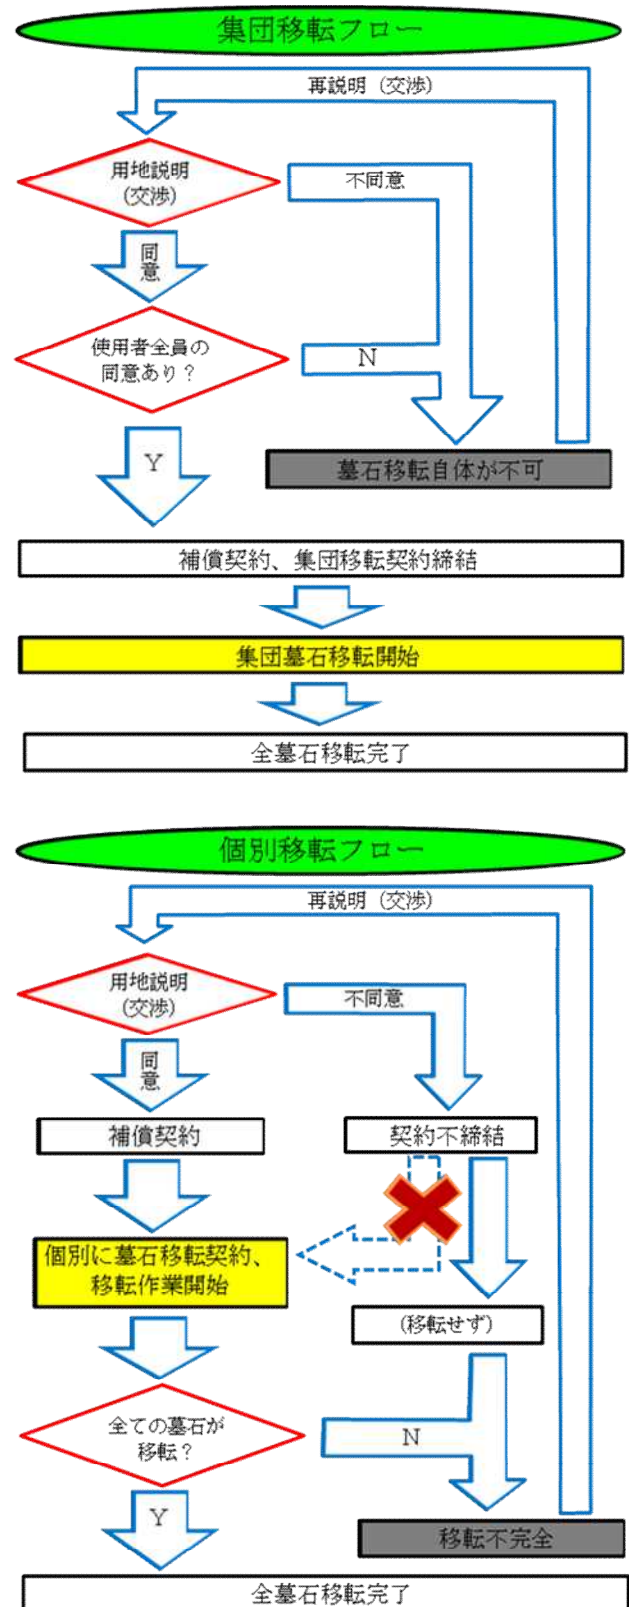 集団移転フロー
再説明（交渉）
用地説明
(交渉)
不同意
同
意
使用者全員の
同意あり？
N
Y
墓石移転自体が不可
補償契約、集団移転契約締結
集団墓石移転開始
全墓石移転完了
個別移転フロー
再説明（交渉）
用地説明
(交渉)
不同意
同
意
補償契約
契約不締結
個別に墓石移転契約、
移転作業開始
(移転せず)
全ての墓石が
移転？
N
Y
移転不完全
全墓石移転完了